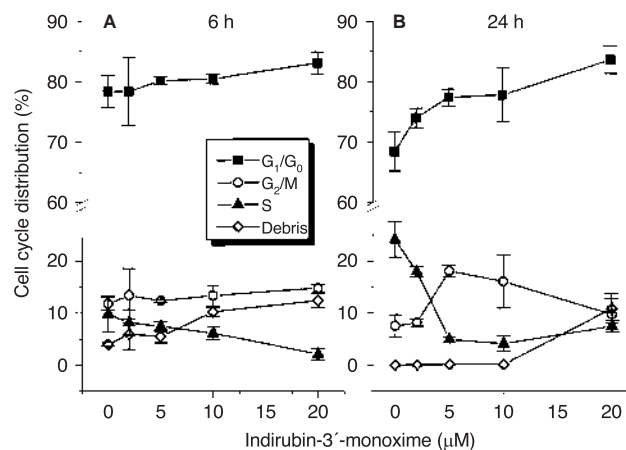 A 6 h
B 24 h
Cell cycle distribution (%)
90
80
70
60
20
10
0
90
80
70
60
20
10
0
G1/G0
G2/M
S
Debris
0 5 10 15 20
0 5 10 15 20
Indirubin-3´-monoxime (µM)